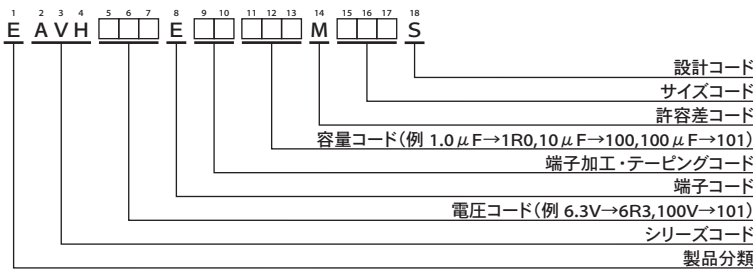 1 2 3 4 5 6 7 8 9 10 11 12 13 14 15 16 17 18
E AVH □□□ E □□ □□□ M □□□ S
設計コード
サイズコード
許容差コード
容量コード(例 1.0μF→1R0,10μF→100,100μF→101)
端子加工・テーピングコード
端子コード
電圧コード(例 6.3V→6R3,100V→101)
シリーズコード
製品分類